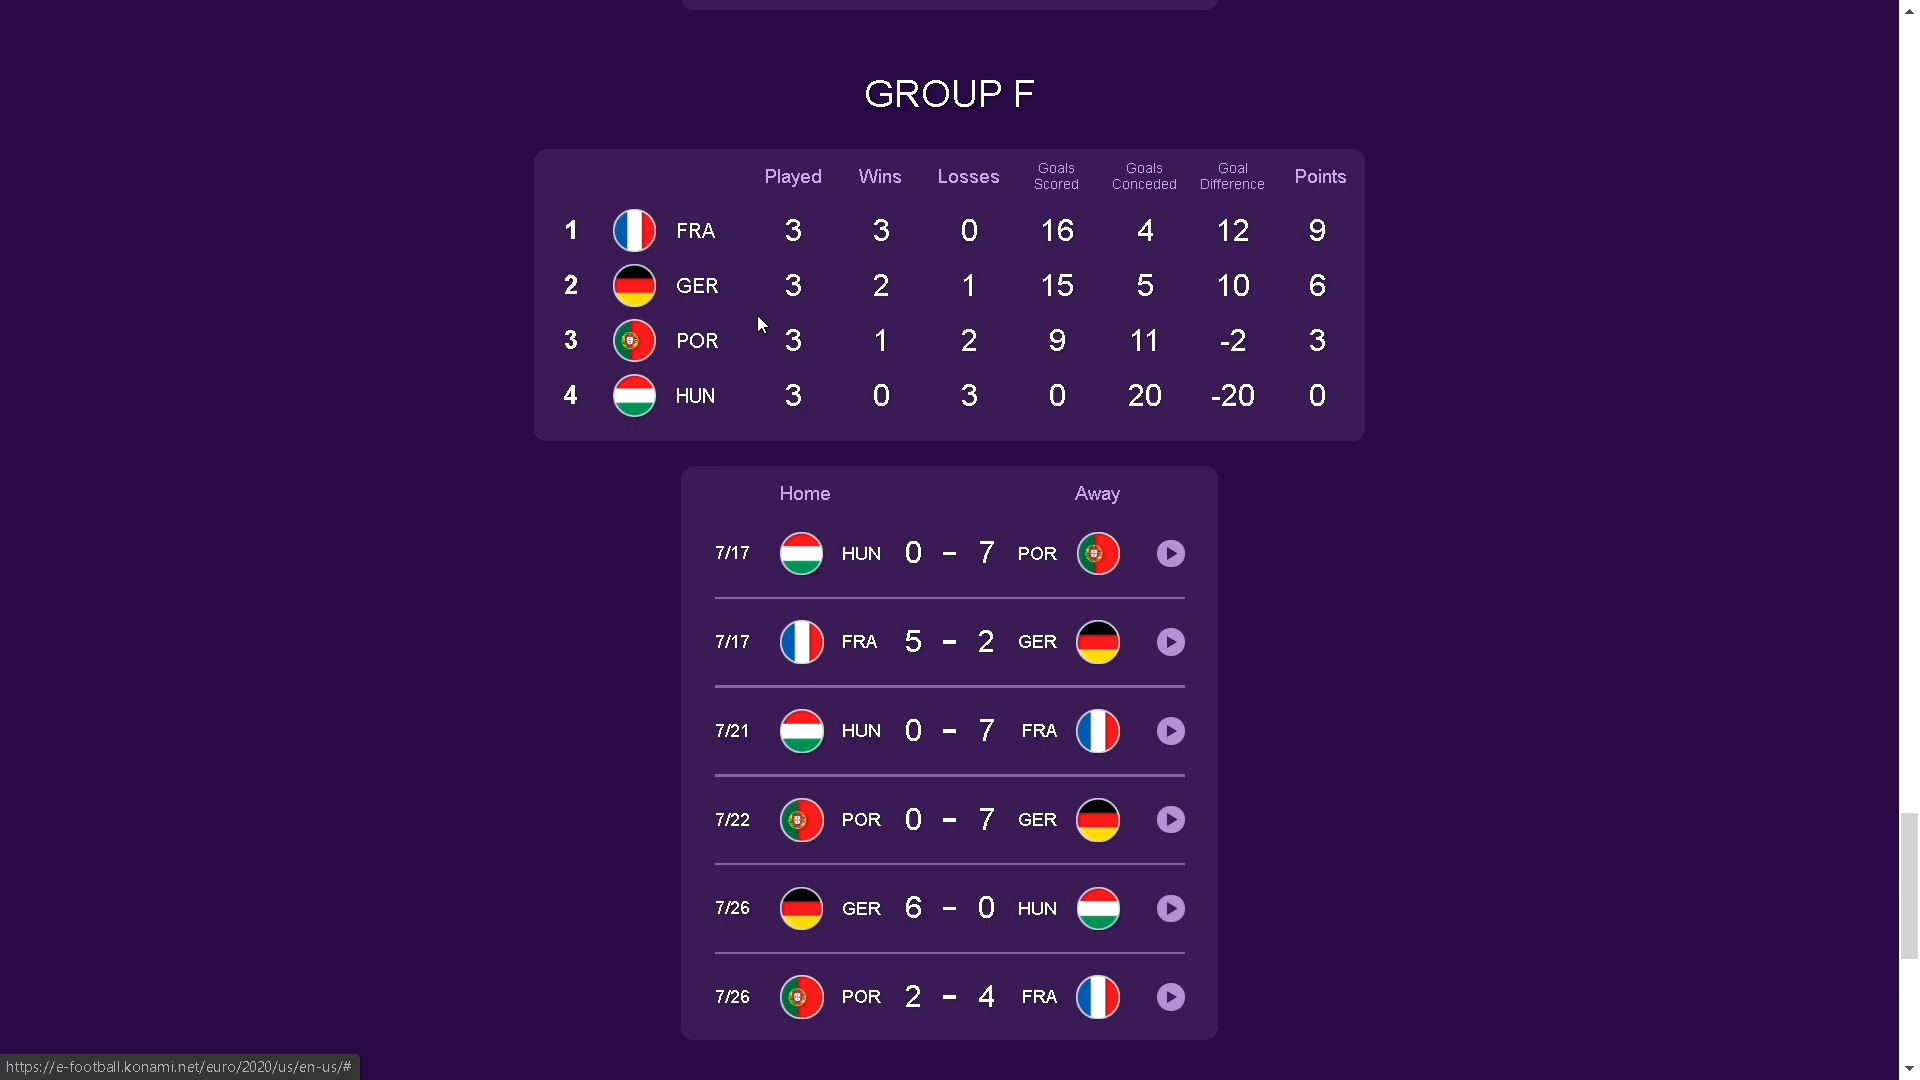 GROUP F
Played Wins Losses Goals Scored Goals Conceded Goal Difference Points
1 FRA 3 3 0 16 4 12 9
2 GER 3 2 1 15 5 10 6
3 POR 3 1 2 9 11 -2 3
4 HUN 3 0 3 0 20 -20 0
Home Away
7/17 HUN 0 - 7 POR
7/17 FRA 5 - 2 GER
7/21 HUN 0 - 7 FRA
7/22 POR 0 - 7 GER
7/26 GER 6 - 0 HUN
7/26 POR 2 - 4 FRA
https://e-football.konami.net/euro/2020/us/en-us/#